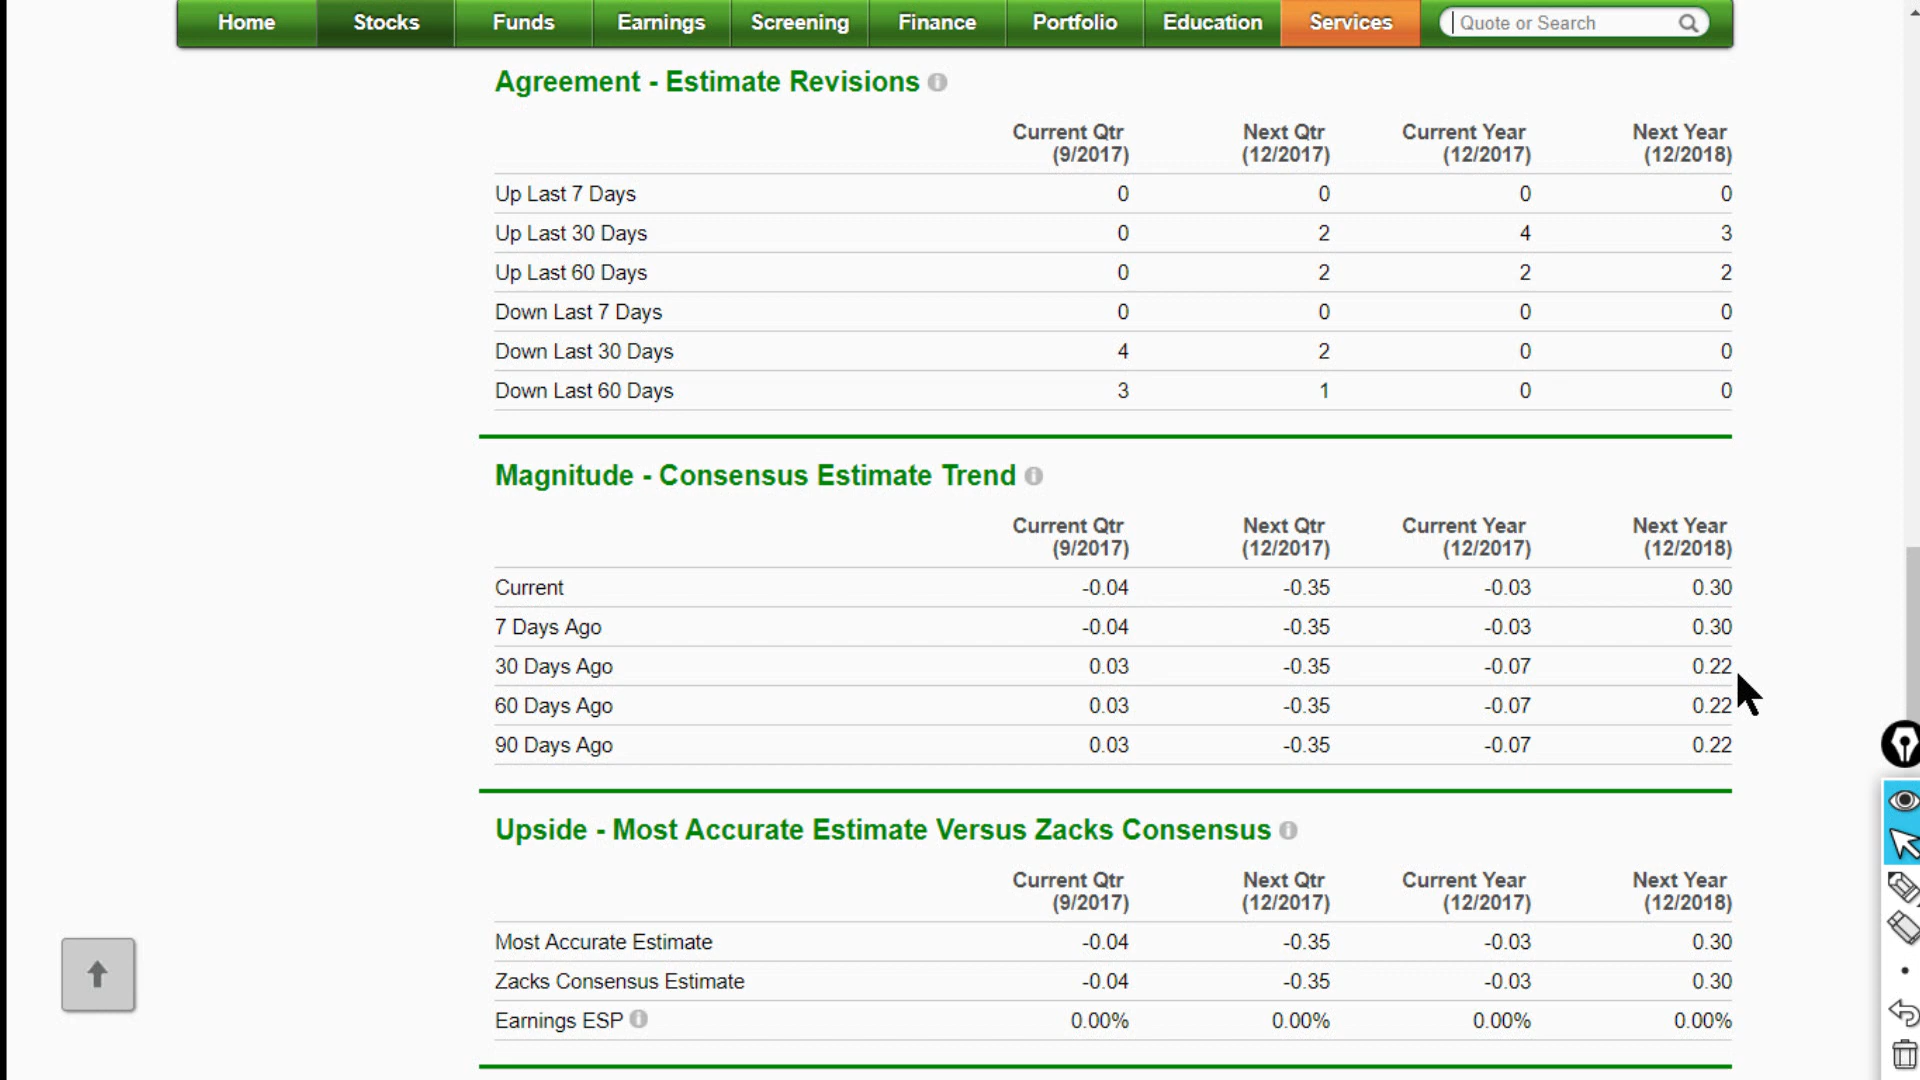 Home Stocks Funds Earnings Screening Finance Portfolio Education Services Quote or Search
Agreement - Estimate Revisions
Current Qtr Next Qtr Current Year Next Year
(9/2017) (12/2017) (12/2017) (12/2018)
Up Last 7 Days 0 0 0 0
Up Last 30 Days 0 2 4 3
Up Last 60 Days 0 2 2 2
Down Last 7 Days 0 0 0 0
Down Last 30 Days 4 2 0 0
Down Last 60 Days 3 1 0 0
Magnitude - Consensus Estimate Trend
Current Qtr Next Qtr Current Year Next Year
(9/2017) (12/2017) (12/2017) (12/2018)
Current -0.04 -0.35 -0.03 0.30
7 Days Ago -0.04 -0.35 -0.03 0.30
30 Days Ago 0.03 -0.35 -0.07 0.22
60 Days Ago 0.03 -0.35 -0.07 0.22
90 Days Ago 0.03 -0.35 -0.07 0.22
Upside - Most Accurate Estimate Versus Zacks Consensus
Current Qtr Next Qtr Current Year Next Year
(9/2017) (12/2017) (12/2017) (12/2018)
Most Accurate Estimate -0.04 -0.35 -0.03 0.30
Zacks Consensus Estimate -0.04 -0.35 -0.03 0.30
Earnings ESP 0.00% 0.00% 0.00% 0.00%